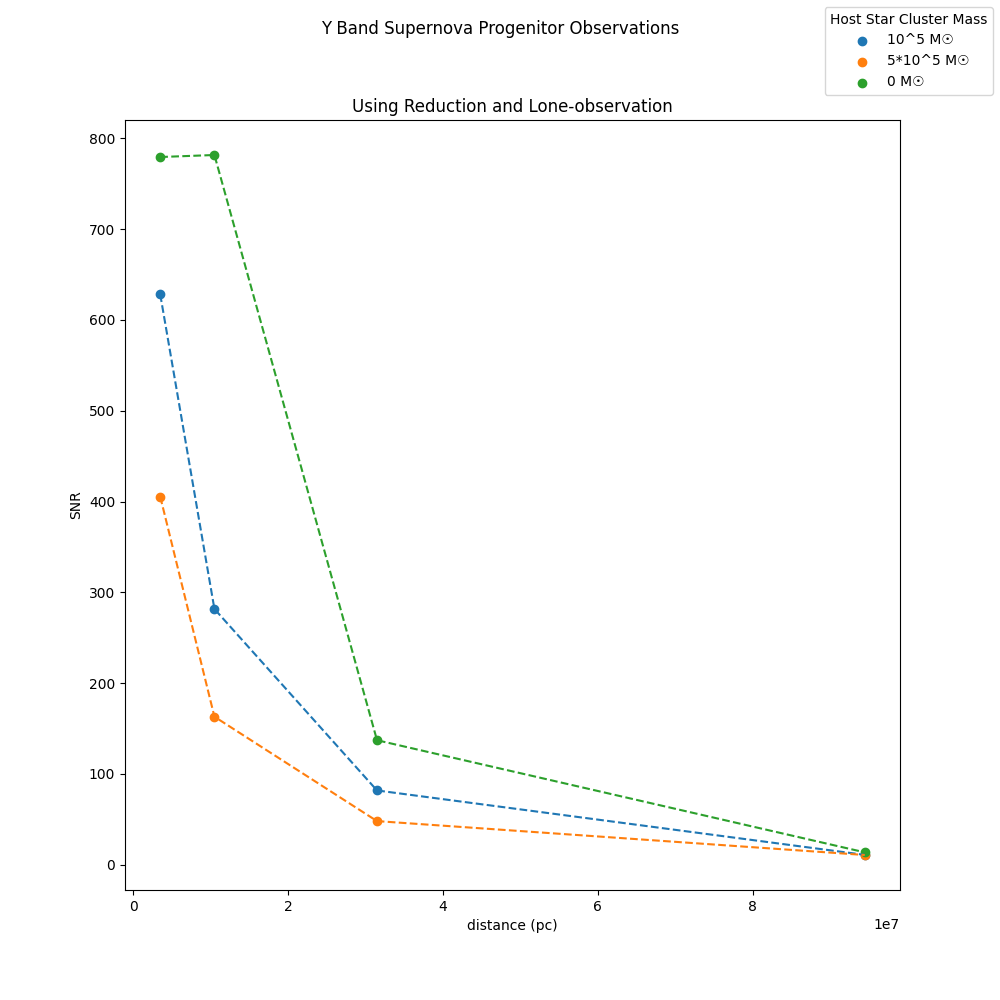 Y Band Supernova Progenitor Observations
Host Star Cluster Mass
10^5 M☉
5*10^5 M☉
0 M☉
Using Reduction and Lone-observation
800
700
600
500
400
300
200
100
0
SNR
0 2 4 6 8
1e7
distance (pc)